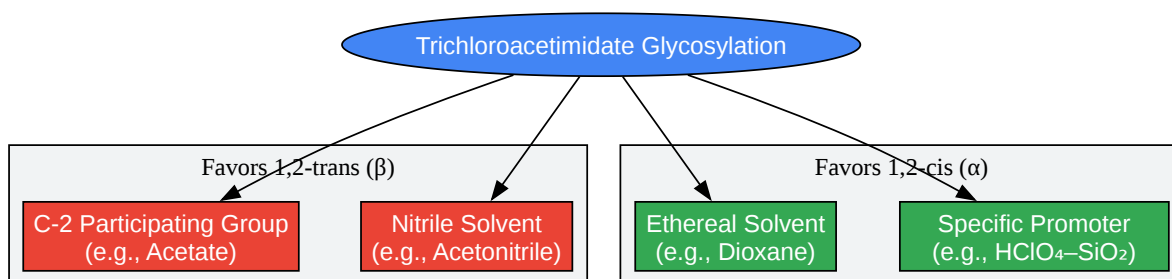 Trichloroacetimidate Glycosylation
Favors 1,2-trans (β)
Favors 1,2-cis (α)
C-2 Participating Group
(e.g., Acetate)
Nitrile Solvent
(e.g., Acetonitrile)
Ethereal Solvent
(e.g., Dioxane)
Specific Promoter
(e.g., HClO₄–SiO₂)